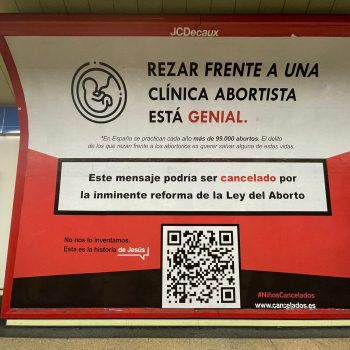 JCDecaux
REZAR FRENTE A UNA
CLÍNICA ABORTISTA
ESTÁ GENIAL.
*En España se practican cada año más de 99.000 abortos. El delito
de los que rezan frente a los abortorios es querer salvar alguna de estas vidas.
Este mensaje podría ser cancelado por
la inminente reforma de la Ley del Aborto
No nos lo inventamos.
Esta es la historia de Jesús
#NiñosCancelados
www.cancelados.es